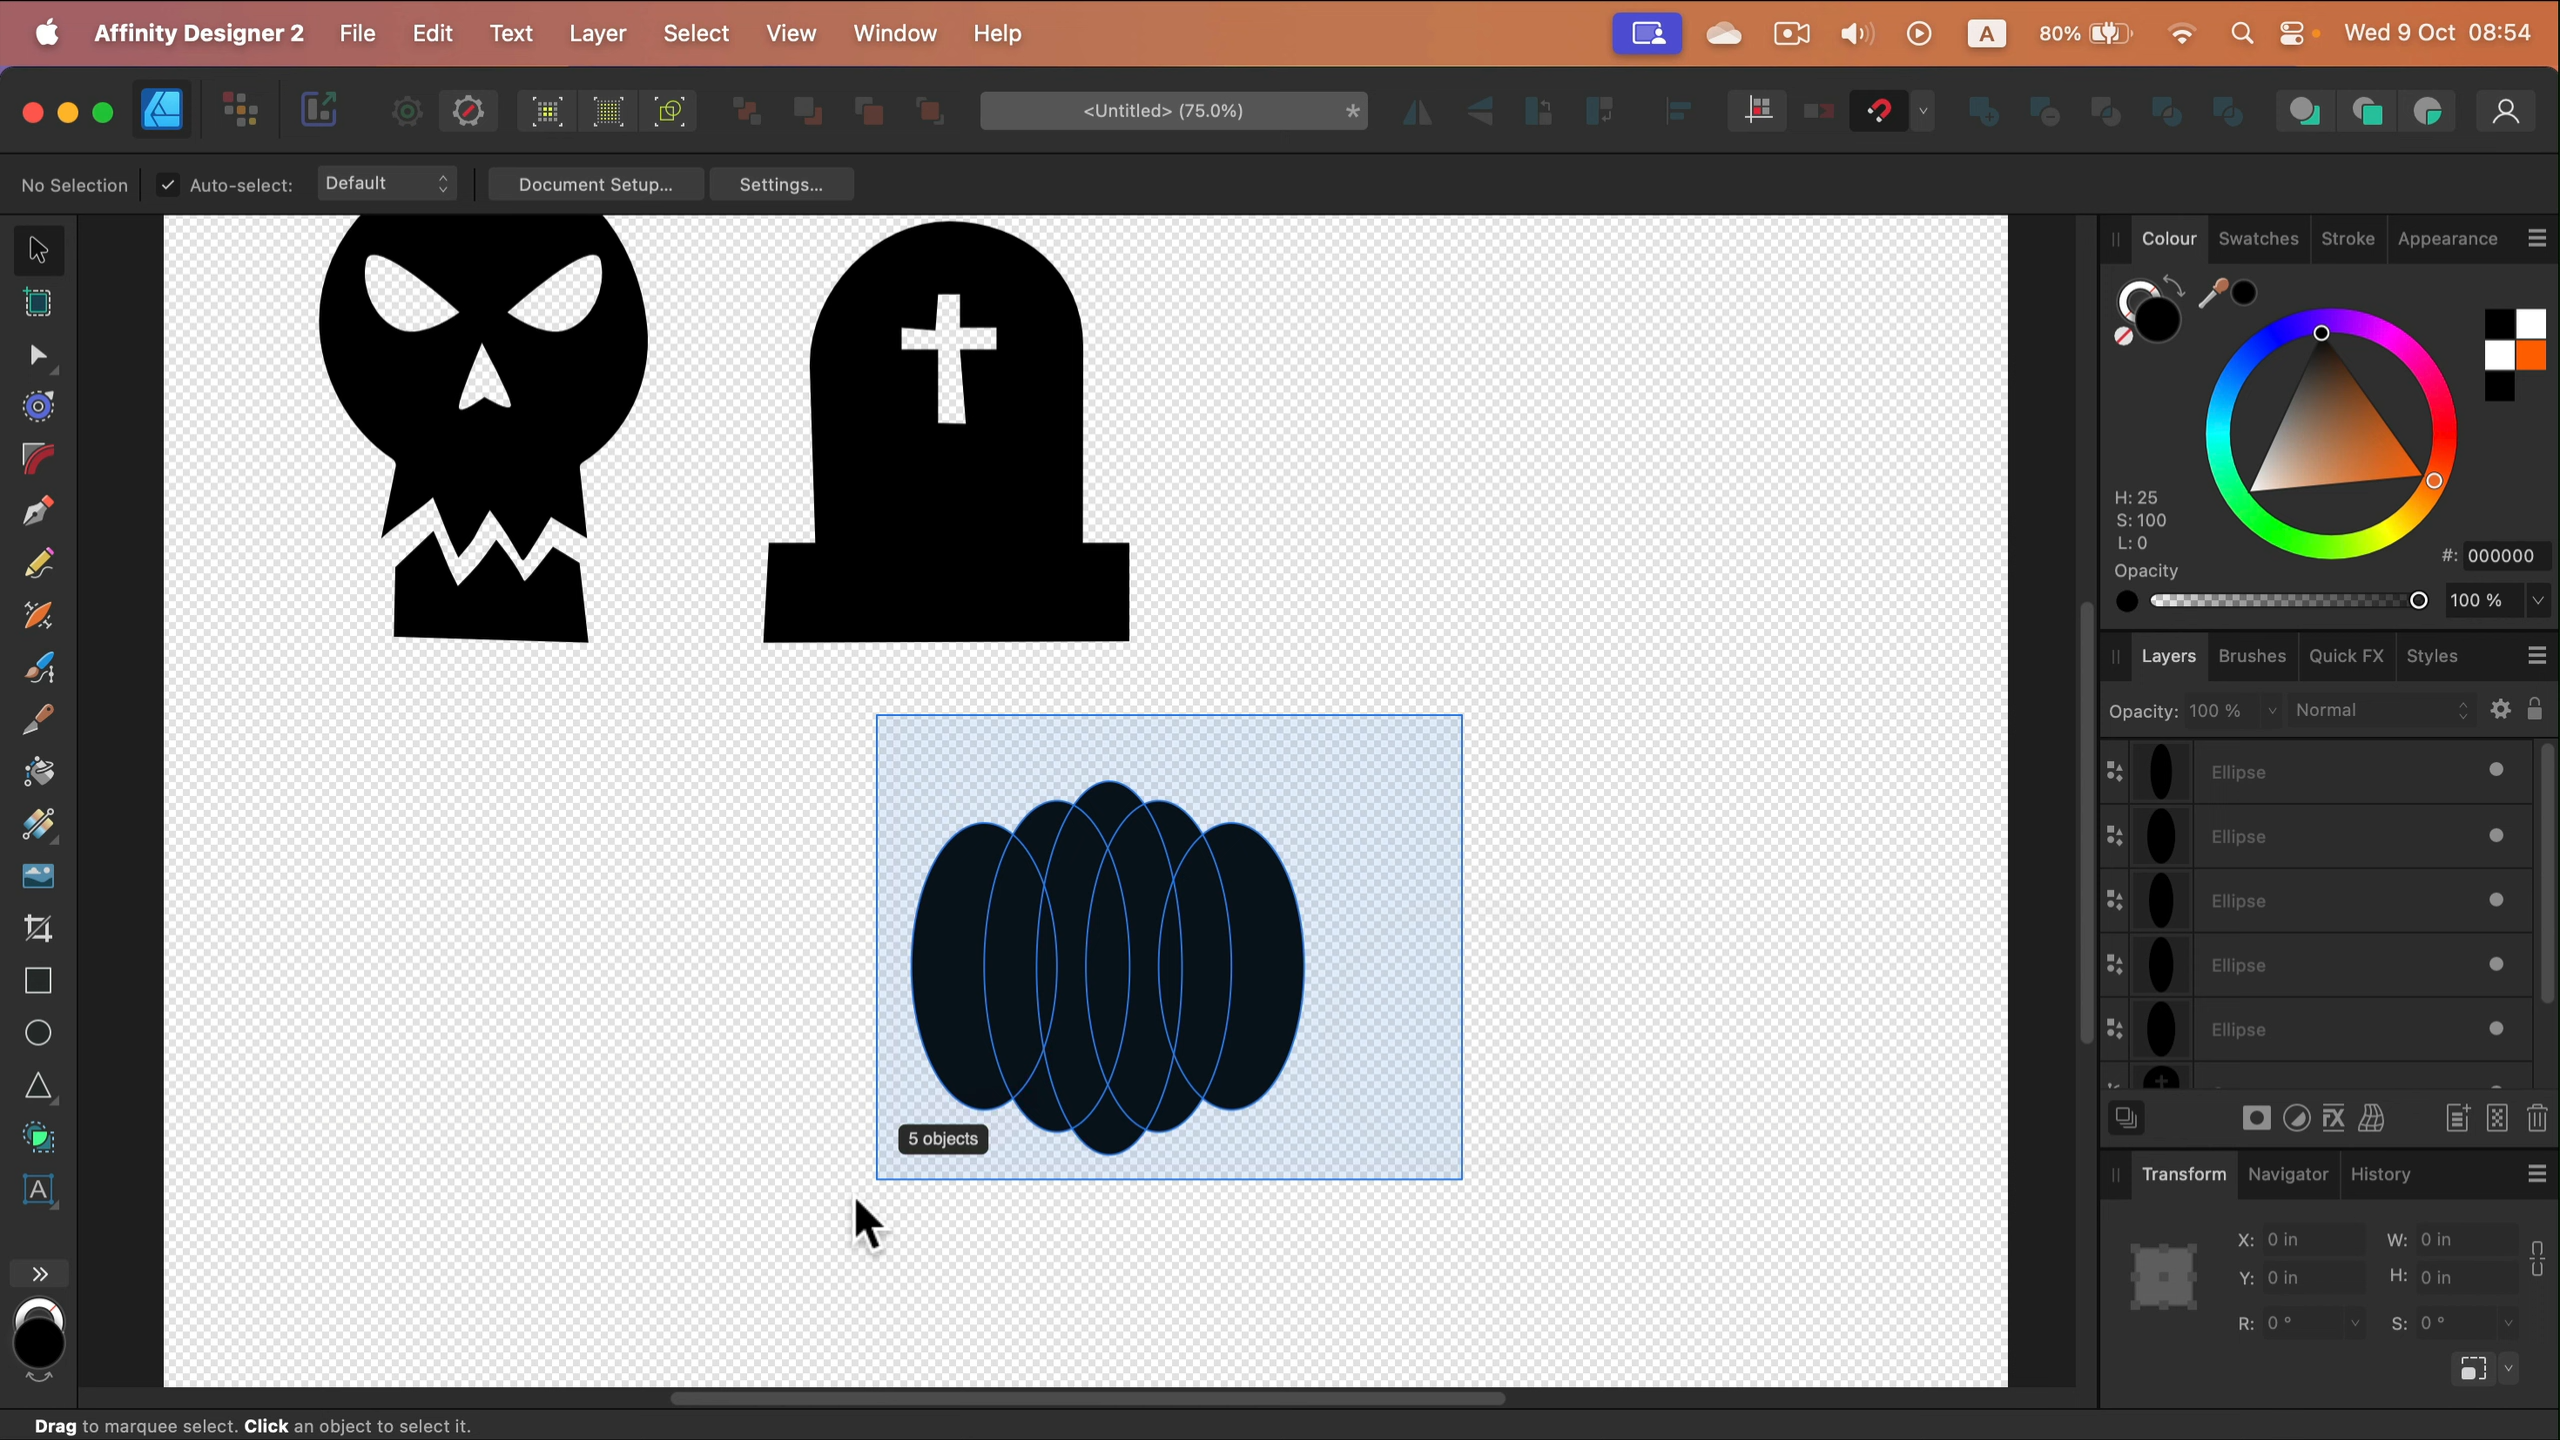 Affinity Designer 2 File Edit Text Layer Select View Window Help A 80% Wed 9 Oct 08:54
<Untitled> (75.0%) *
No Selection Auto-select: Default Document Setup... Settings...
Colour Swatches Stroke Appearance
H: 25
S: 100
L: 0
#: 000000
Opacity
100 %
Layers Brushes Quick FX Styles
Opacity: 100 % Normal
Ellipse
Ellipse
Ellipse
Ellipse
Ellipse
5 objects
FX
Transform Navigator History
X: 0 in W: 0 in
Y: 0 in H: 0 in
R: 0 ° S: 0 °
A
Drag to marquee select. Click an object to select it.